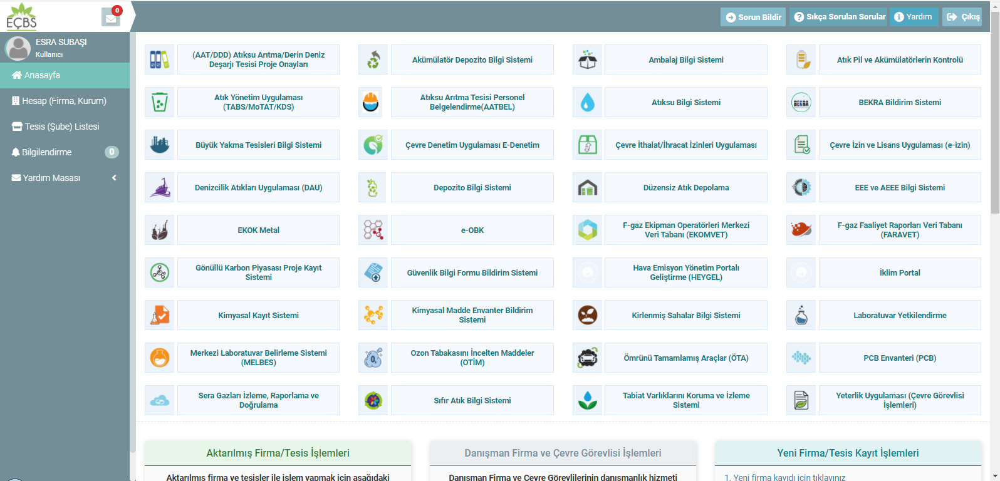 EÇBS
0
Sorun Bildir
Sıkça Sorulan Sorular
Yardım
Çıkış
ESRA SUBAŞI
Kullanıcı
Anasayfa
Hesap (Firma, Kurum)
Tesis (Şube) Listesi
Bilgilendirme 0
Yardım Masası
(AAT/DDD) Atıksu Arıtma/Derin Deniz
Deşarjı Tesisi Proje Onayları
Akümülatör Depozito Bilgi Sistemi
Ambalaj Bilgi Sistemi
Atık Pil ve Akümülatörlerin Kontrolü
Atık Yönetim Uygulaması
(TABS/MoTAT/KDS)
Atıksu Arıtma Tesisi Personel
Belgelendirme(AATBEL)
Atıksu Bilgi Sistemi
BEKRA
BEKRA Bildirim Sistemi
Büyük Yakma Tesisleri Bilgi Sistemi
Çevre Denetim Uygulaması E-Denetim
Çevre İthalat/İhracat İzinleri Uygulaması
Çevre İzin ve Lisans Uygulaması (e-izin)
Denizcilik Atıkları Uygulaması (DAU)
Depozito Bilgi Sistemi
Düzensiz Atık Depolama
EEE ve AEEE Bilgi Sistemi
EKOK Metal
e-OBK
F-gaz Ekipman Operatörleri Merkezi
Veri Tabanı (EKOMVET)
F-gaz Faaliyet Raporları Veri Tabanı
(FARAVET)
Gönüllü Karbon Piyasası Proje Kayıt
Sistemi
Güvenlik Bilgi Formu Bildirim Sistemi
Hava Emisyon Yönetim Portalı
Geliştirme (HEYGEL)
İklim Portal
Kimyasal Kayıt Sistemi
Kimyasal Madde Envanter Bildirim
Sistemi
Kirlenmiş Sahalar Bilgi Sistemi
Laboratuvar Yetkilendirme
Merkezi Laboratuvar Belirleme Sistemi
(MELBES)
Ozon Tabakasını İncelten Maddeler
(OTİM)
Ömrünü Tamamlamış Araçlar (ÖTA)
PCB Envanteri (PCB)
Sera Gazları İzleme, Raporlama ve
Doğrulama
Sıfır Atık Bilgi Sistemi
Tabiat Varlıklarını Koruma ve İzleme
Sistemi
Yeterlik Uygulaması (Çevre Görevlisi
İşlemleri)
Aktarılmış Firma/Tesis İşlemleri
Aktarılmış firma ve tesisler ile işlem yapmak için aşağıdaki
Danışman Firma ve Çevre Görevlisi İşlemleri
Danışman Firma ve Çevre Görevlilerinin danışmanlık hizmeti
Yeni Firma/Tesis Kayıt İşlemleri
1. Yeni firma kaydı için tıklayınız